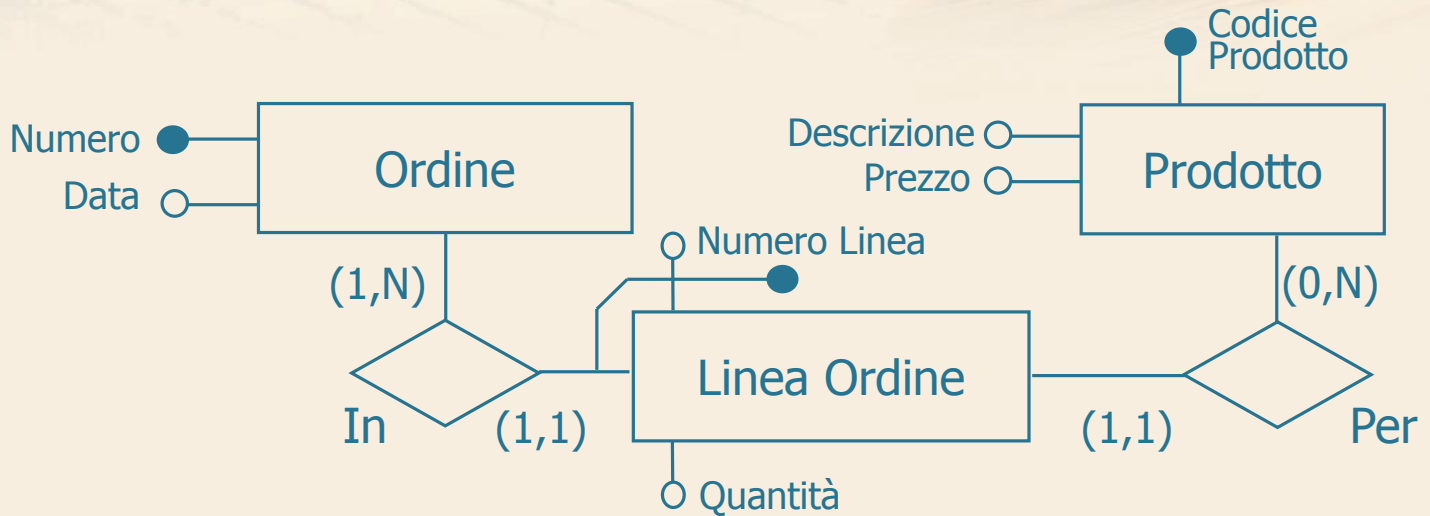 Codice
Prodotto
Numero
Data
Ordine
Descrizione
Prezzo
Prodotto
Numero Linea
(1,N)
(0,N)
Linea Ordine
In
(1,1)
(1,1)
Per
Quantità